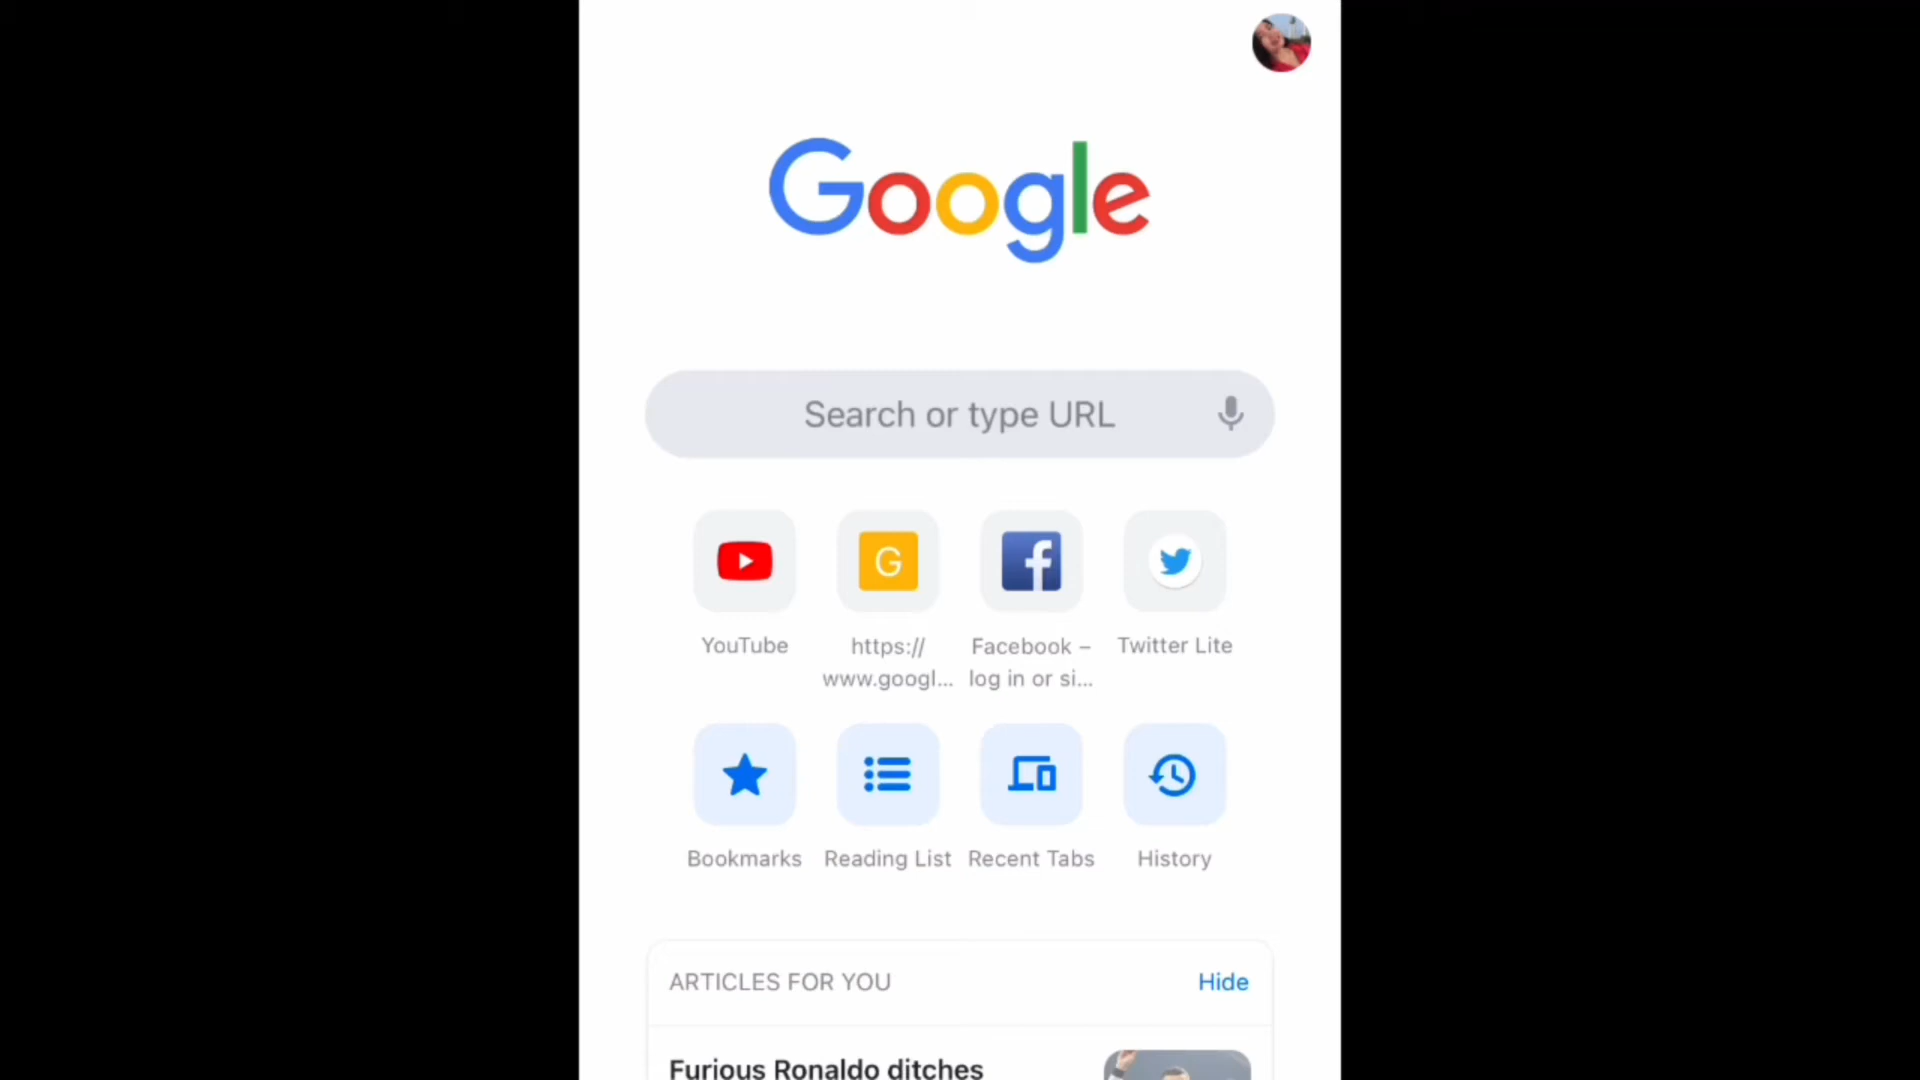 Google
Search or type URL
G
YouTube
https://
www.googl...
Facebook –
log in or si...
Twitter Lite
Bookmarks
Reading List
Recent Tabs
History
ARTICLES FOR YOU
Hide
Furious Ronaldo ditches